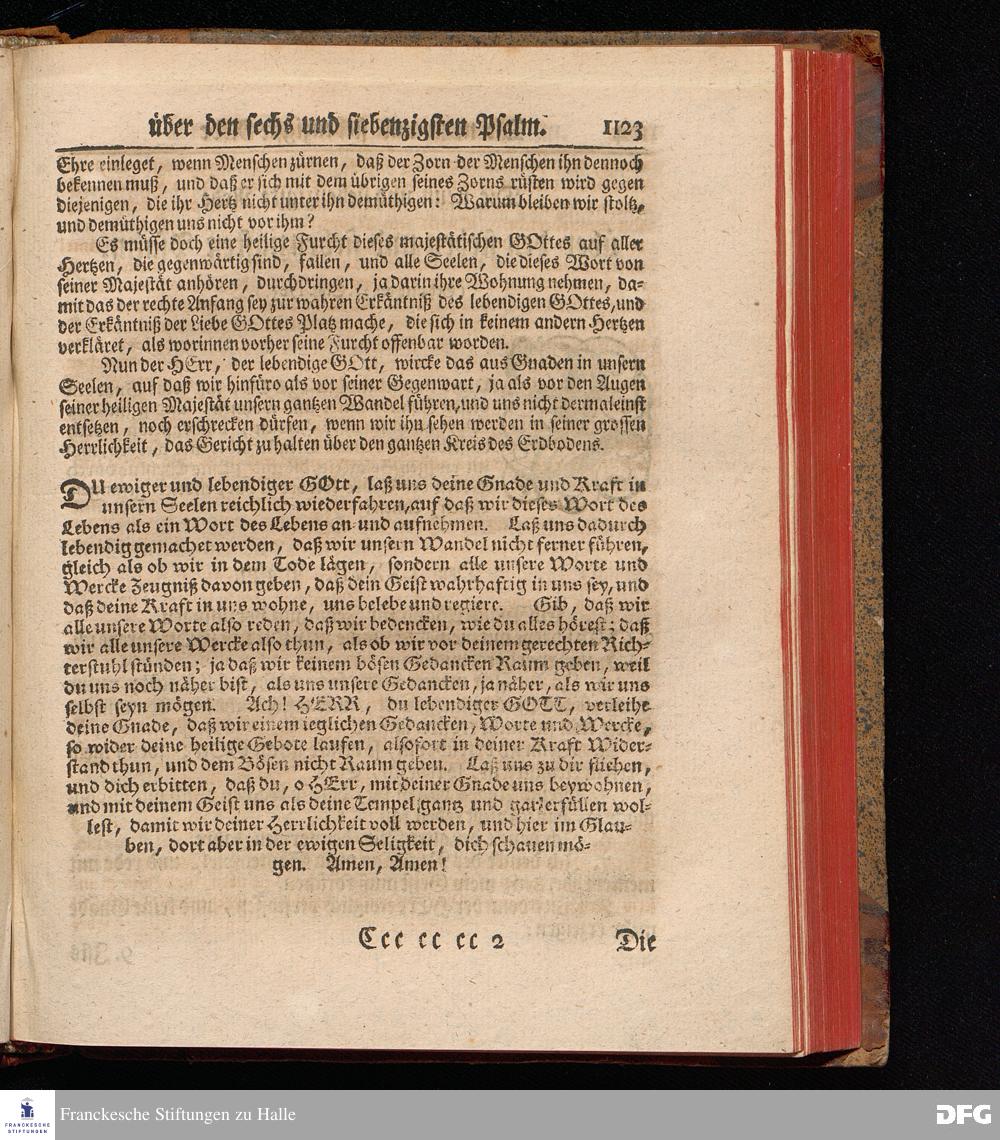 über den sechs und siebenzigsten Psalm. 1123
Ehre einleget, wenn Menschen zürnen, daß der Zorn der Menschen ihn dennoch
bekennen muß, und daß er sich mit dem übrigen seines Zorns rüsten wird gegen
diejenigen, die ihr Hertz nicht unter ihn demüthigen: Warum bleiben wir stoltz,
und demüthigen uns nicht vor ihm?
Es müsse doch eine heilige Furcht dieses majestätischen GOttes auf aller
Hertzen, die gegenwärtig sind, fallen, und alle Seelen, die dieses Wort von
seiner Majestät anhören, durchdringen, ja darin ihre Wohnung nehmen, da-
mit das der rechte Anfang sey zur wahren Erkäntniß des lebendigen GOttes, und
der Erkäntniß der Liebe GOttes Platz mache, die sich in keinem andern Hertzen
verkläret, als worinnen vorher seine Furcht offenbar worden.
Nun der HErr, der lebendige GOtt, wircke das aus Gnaden in unsern
Seelen, auf daß wir hinfüro als vor seiner Gegenwart, ja als vor den Augen
seiner heiligen Majestät unsern gantzen Wandel führen, und uns nicht dermaleinst
entsetzen, noch erschrecken dürfen, wenn wir ihn sehen werden in seiner grossen
Herrlichkeit, das Gericht zu halten über den gantzen Kreis des Erdbodens.
DU ewiger und lebendiger GOtt, laß uns deine Gnade und Kraft in
unsern Seelen reichlich wiederfahren, auf daß wir dieses Wort des
Lebens als ein Wort des Lebens an- und aufnehmen. Laß uns dadurch
lebendig gemachet werden, daß wir unsern Wandel nicht ferner führen,
gleich als ob wir in dem Tode lägen, sondern alle unsere Worte und
Wercke Zeugniß davon geben, daß dein Geist wahrhaftig in uns sey, und
daß deine Kraft in uns wohne, uns belebe und regiere. Gib, daß wir
alle unsere Worte also reden, daß wir bedencken, wie du alles hörest; daß
wir alle unsere Wercke also thun, als ob wir vor deinem gerechten Rich-
terstuhl stünden; ja daß wir keinem bösen Gedancken Raum geben, weil
du uns noch näher bist, als uns unsere Gedancken, ja näher, als wir uns
selbst seyn mögen. Ach! HERR, du lebendiger GOTT, verleihe
deine Gnade, daß wir einem ieglichen Gedancken, Worte und Wercke,
so wider deine heilige Gebote laufen, alsofort in deiner Kraft Wider-
stand thun, und dem Bösen nicht Raum geben. Laß uns zu dir fliehen,
und dich erbitten, daß du, o HErr, mit deiner Gnade uns beywohnen,
und mit deinem Geist uns als deine Tempel gantz und gar erfüllen wol-
lest, damit wir deiner Herrlichkeit voll werden, und hier im Glau-
ben, dort aber in der ewigen Seligkeit, dich schauen mö-
gen. Amen, Amen!
Ccc cc cc 2 Die
Franckesche Stiftungen zu Halle
FRANCKESCHE
STIFTUNGEN
DFG